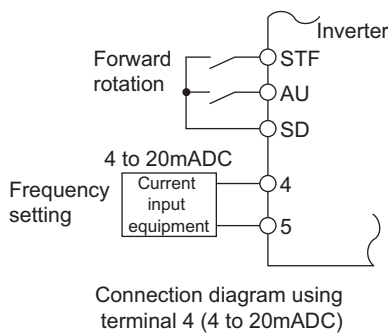 Inverter
Forward
rotation
STF
AU
SD
4 to 20mADC
Frequency
setting
Current
input
equipment
4
5
Connection diagram using
terminal 4 (4 to 20mADC)